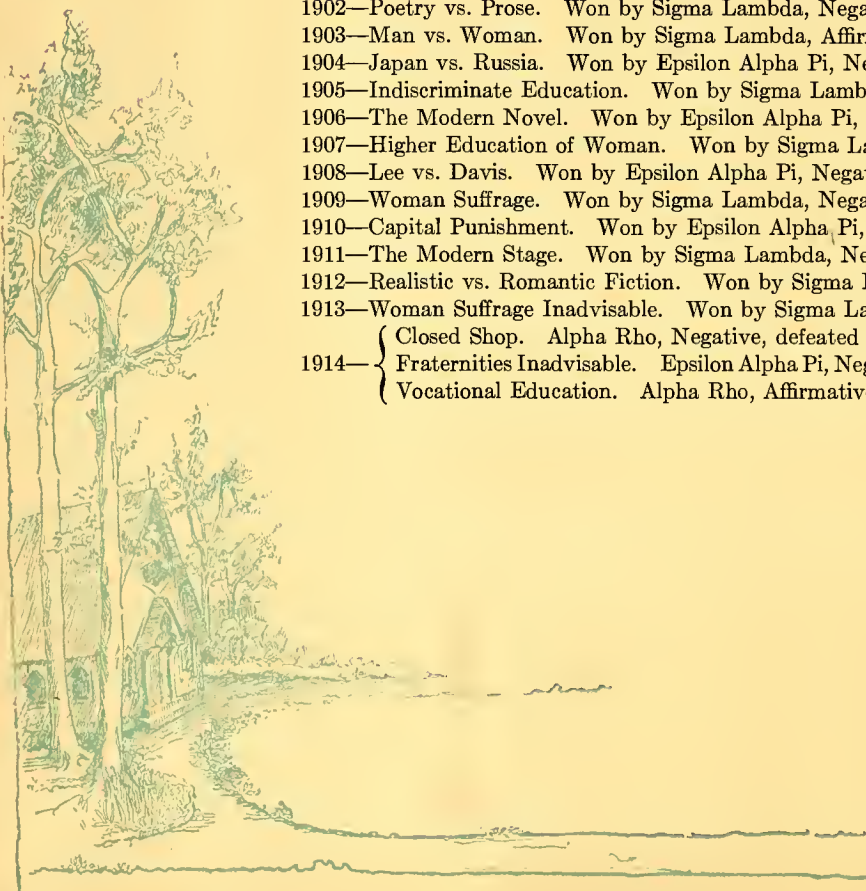 1902—Poetry vs. Prose. Won by Sigma Lambda, Nega
1903—Man vs. Woman. Won by Sigma Lambda, Affir
1904—Japan vs. Russia. Won by Epsilon Alpha Pi, Ne
1905—Indiscriminate Education. Won by Sigma Lamb
1906—The Modern Novel. Won by Epsilon Alpha Pi,
1907—Higher Education of Woman. Won by Sigma La
1908—Lee vs. Davis. Won by Epsilon Alpha Pi, Nega
1909—Woman Suffrage. Won by Sigma Lambda, Nega
1910—Capital Punishment. Won by Epsilon Alpha Pi,
1911—The Modern Stage. Won by Sigma Lambda, Ne
1912—Realistic vs. Romantic Fiction. Won by Sigma
1913—Woman Suffrage Inadvisable. Won by Sigma La
Closed Shop. Alpha Rho, Negative, defeated
1914—{ Fraternities Inadvisable. Epsilon Alpha Pi, Neg
Vocational Education. Alpha Rho, Affirmativ